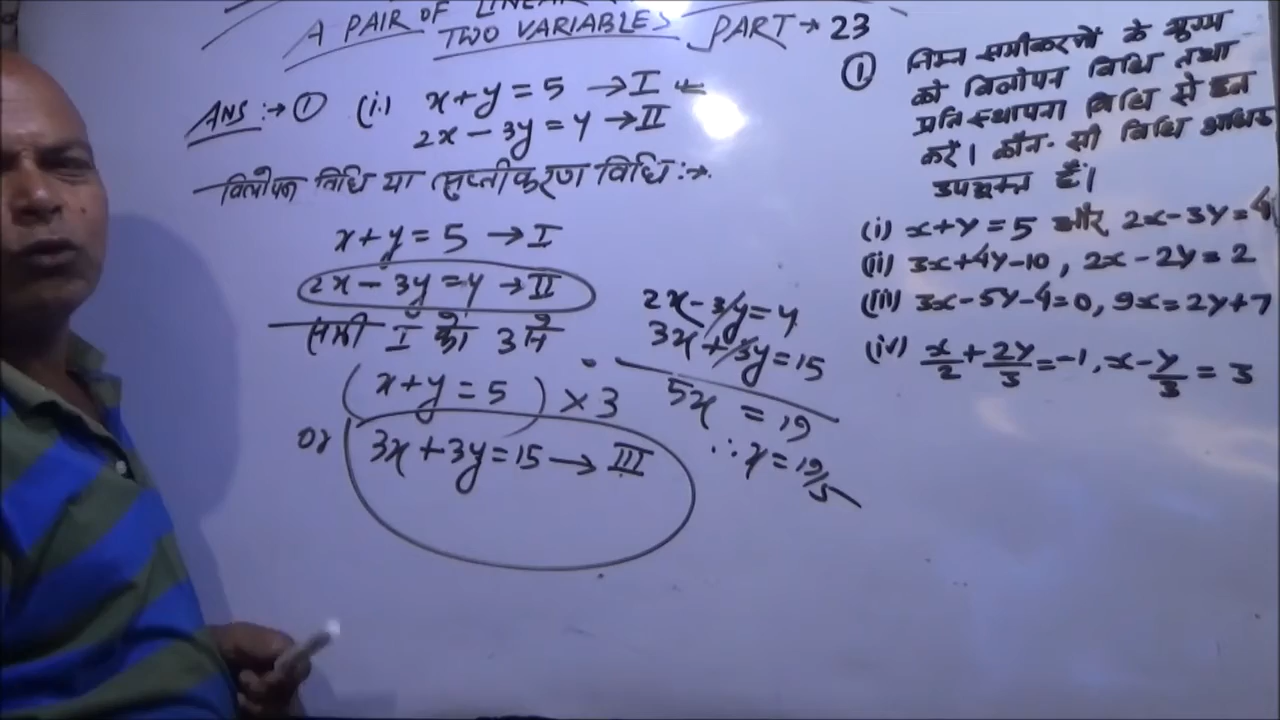 A PAIR OF LINEAR
TWO VARIABLES PART → 23
ANS :→ ① (i.) x+y=5 → I
2x-3y=4 → II
विलोपन विधि या लुप्तीकरण विधि :→
x+y=5 → I
2x-3y=4 → II
समी I को 3 से
(x+y=5) × 3
or 3x+3y=15 → III
2x-3y=4
3x+3y=15
5x = 19
∴ x = 19/5
① निम्न समीकरणों के युग्म
को विलोपन विधि तथा
प्रतिस्थापना विधि से हल
करें। कौन-सी विधि अधिक
उपयुक्त है।
(i) x+y=5 और 2x-3y=4
(ii) 3x+4y-10, 2x-2y=2
(iii) 3x-5y-4=0, 9x=2y+7
(iv) x/2+2y/3=-1, x-y/3=3